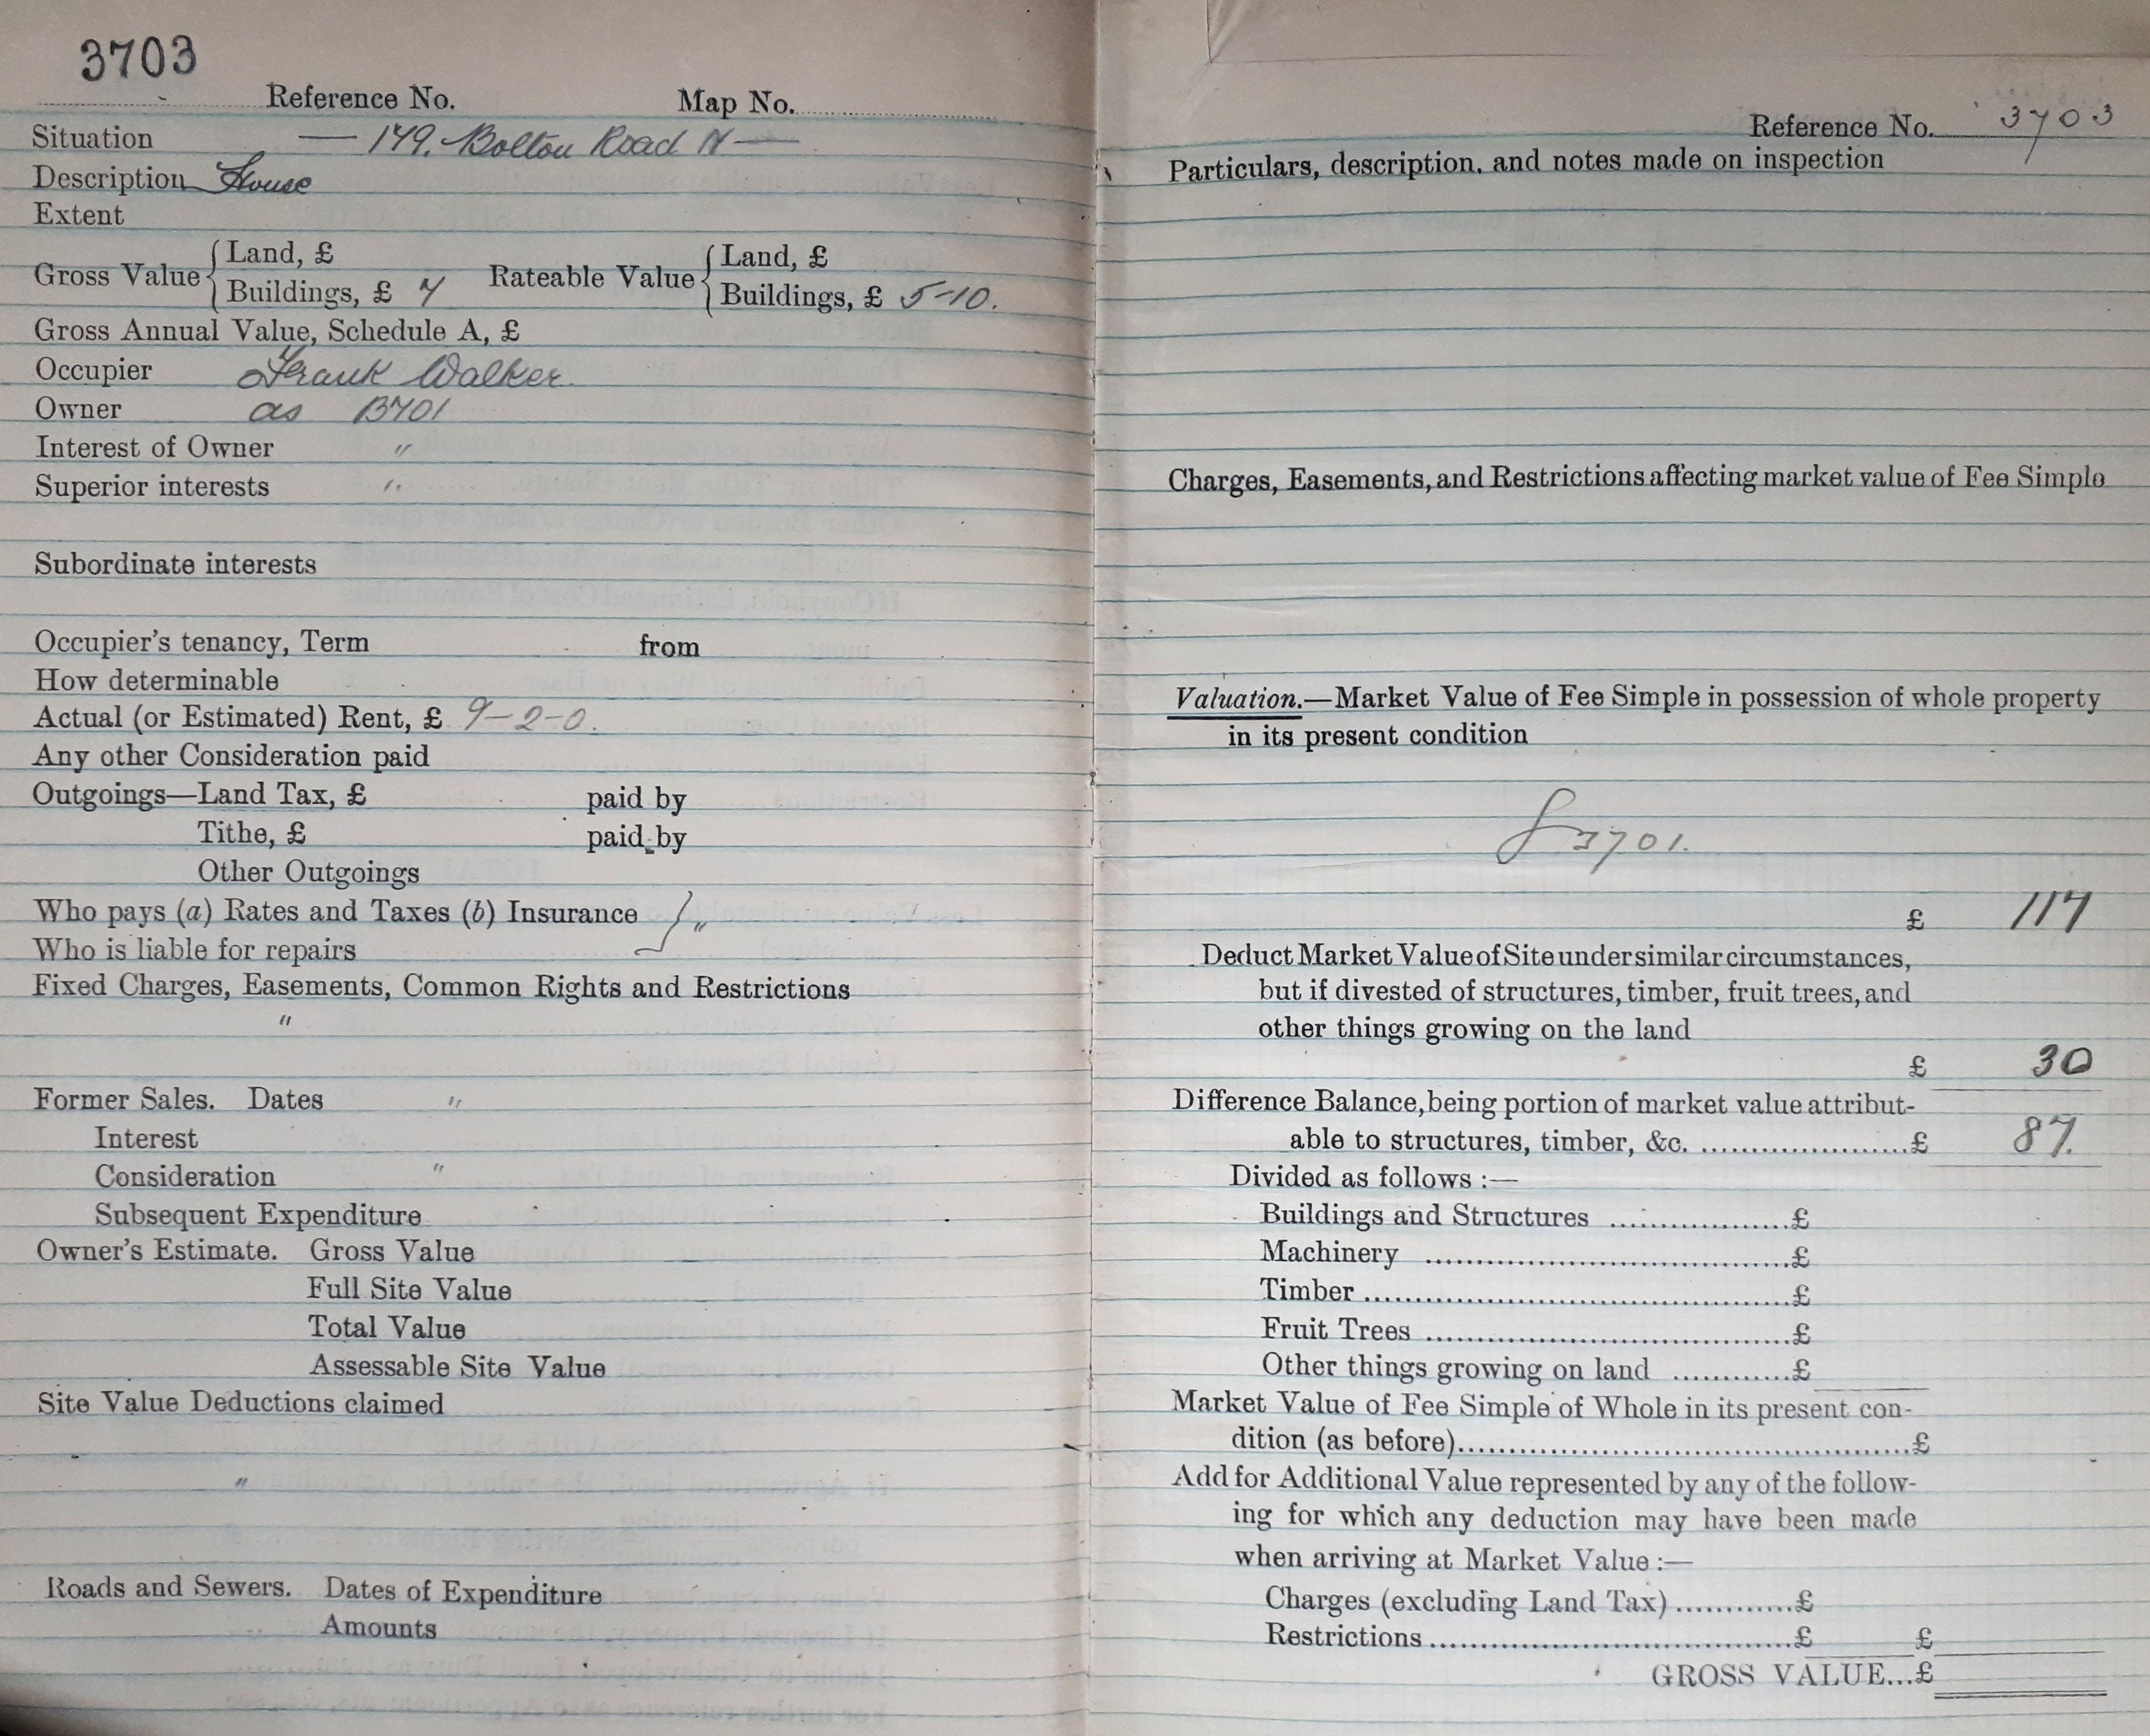 3703
Reference No. Map No.
Situation — 179. Bolton Road N —
Description House
Extent
Gross Value { Land, £
Buildings, £ 7
Rateable Value { Land, £
Buildings, £ 5-10.
Gross Annual Value, Schedule A, £
Occupier Frank Walker
Owner as 3701
Interest of Owner "
Superior interests "
Subordinate interests
Occupier's tenancy, Term from
How determinable
Actual (or Estimated) Rent, £ 9-2-0.
Any other Consideration paid
Outgoings—Land Tax, £ paid by
Tithe, £ paid by
Other Outgoings
Who pays (a) Rates and Taxes (b) Insurance } "
Who is liable for repairs
Fixed Charges, Easements, Common Rights and Restrictions
"
Former Sales. Dates "
Interest
Consideration "
Subsequent Expenditure
Owner's Estimate. Gross Value
Full Site Value
Total Value
Assessable Site Value
Site Value Deductions claimed
"
Roads and Sewers. Dates of Expenditure
Amounts
Reference No. 3703
Particulars, description, and notes made on inspection
Charges, Easements, and Restrictions affecting market value of Fee Simple
Valuation.—Market Value of Fee Simple in possession of whole property
in its present condition
3701.
£ 117
Deduct Market Value of Site under similar circumstances,
but if divested of structures, timber, fruit trees, and
other things growing on the land
£ 30
Difference Balance, being portion of market value attribut-
able to structures, timber, &c. ...................... £ 87.
Divided as follows :—
Buildings and Structures ................... £
Machinery ....................................... £
Timber ............................................. £
Fruit Trees ....................................... £
Other things growing on land ............ £
Market Value of Fee Simple of Whole in its present con-
dition (as before)................................................ £
Add for Additional Value represented by any of the follow-
ing for which any deduction may have been made
when arriving at Market Value :—
Charges (excluding Land Tax) ............ £
Restrictions ....................................... £ £
GROSS VALUE... £